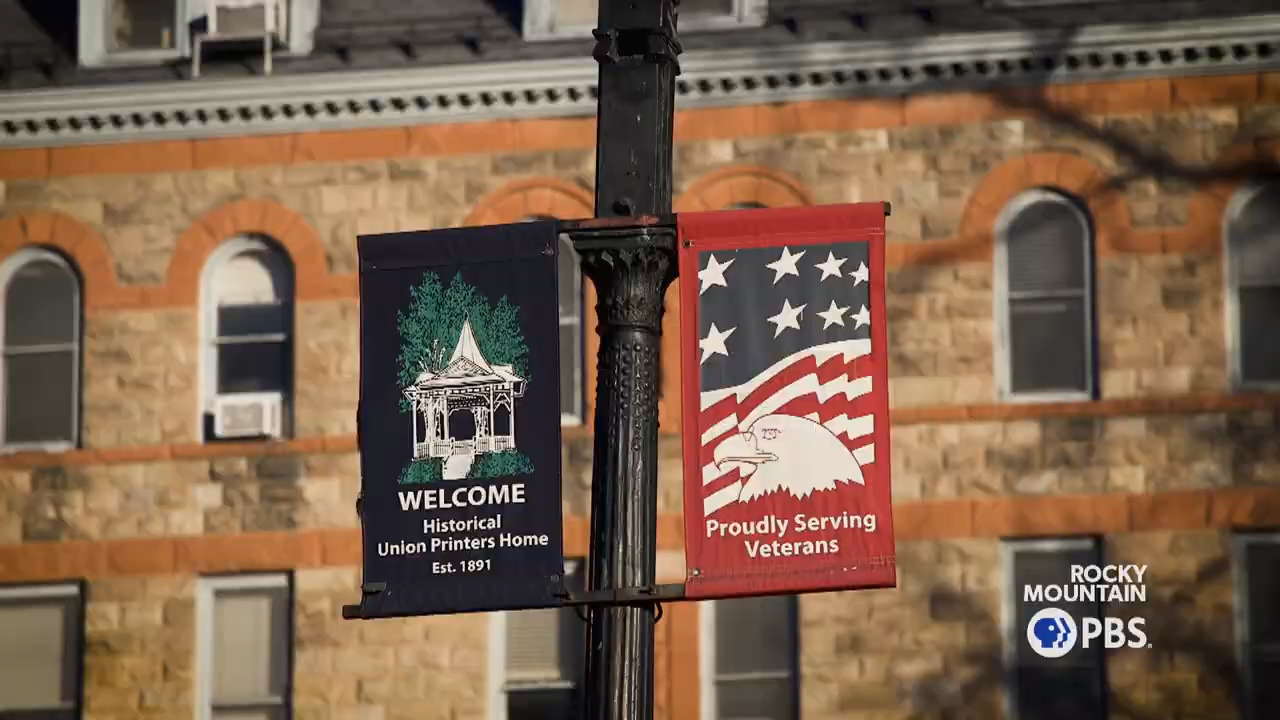 WELCOME
Historical
Union Printers Home
Est. 1891
Proudly Serving
Veterans
ROCKY
MOUNTAIN
PBS.